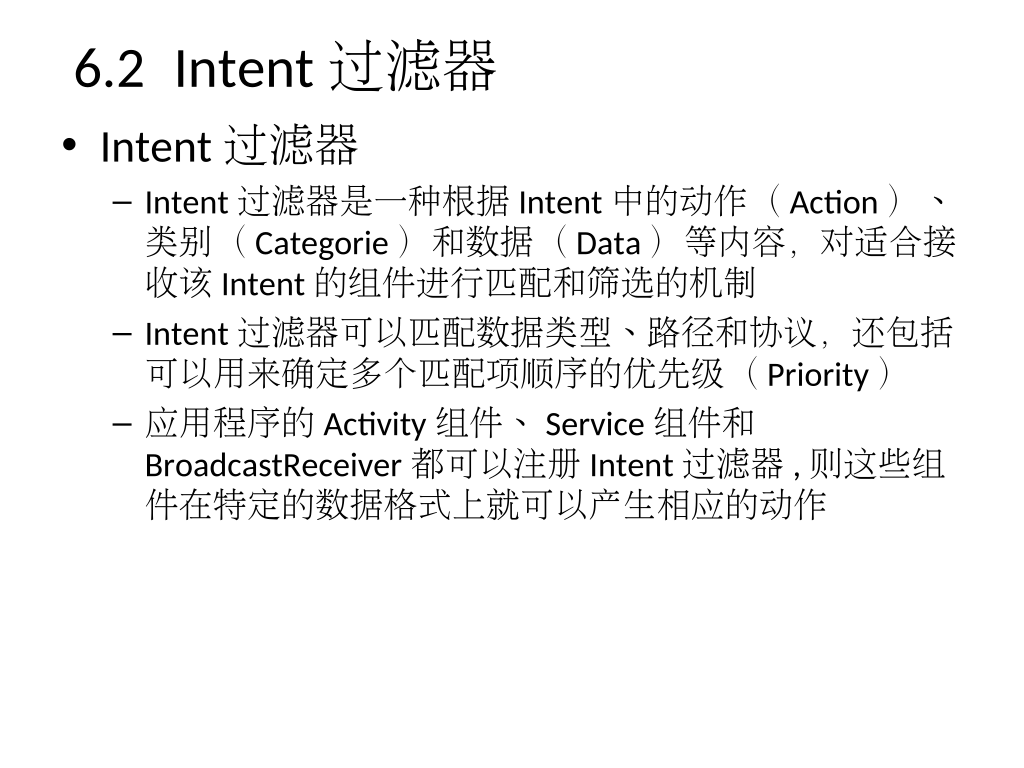 6.2 Intent 过滤器
• Intent 过滤器
– Intent 过滤器是一种根据 Intent 中的动作（Action）、
类别（Categorie）和数据（Data）等内容，对适合接
收该 Intent 的组件进行匹配和筛选的机制
– Intent 过滤器可以匹配数据类型、路径和协议，还包括
可以用来确定多个匹配项顺序的优先级（Priority）
– 应用程序的 Activity 组件、 Service 组件和
BroadcastReceiver 都可以注册 Intent 过滤器 , 则这些组
件在特定的数据格式上就可以产生相应的动作